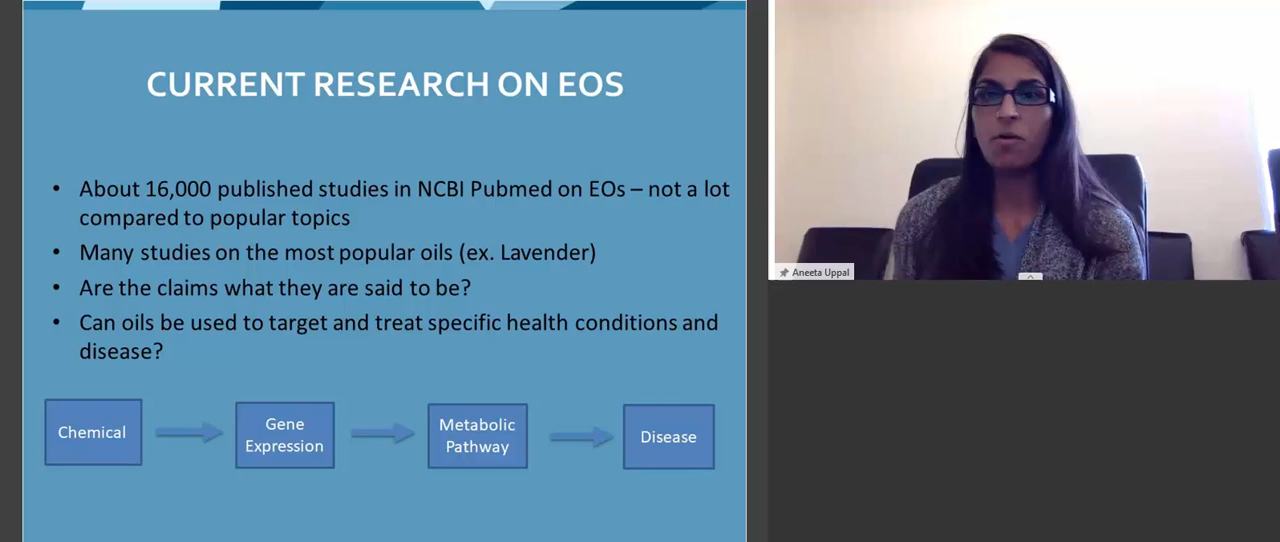 CURRENT RESEARCH ON EOS
• About 16,000 published studies in NCBI Pubmed on EOs – not a lot
compared to popular topics
• Many studies on the most popular oils (ex. Lavender)
• Are the claims what they are said to be?
• Can oils be used to target and treat specific health conditions and
disease?
Chemical
Gene
Expression
Metabolic
Pathway
Disease
Aneeta Uppal